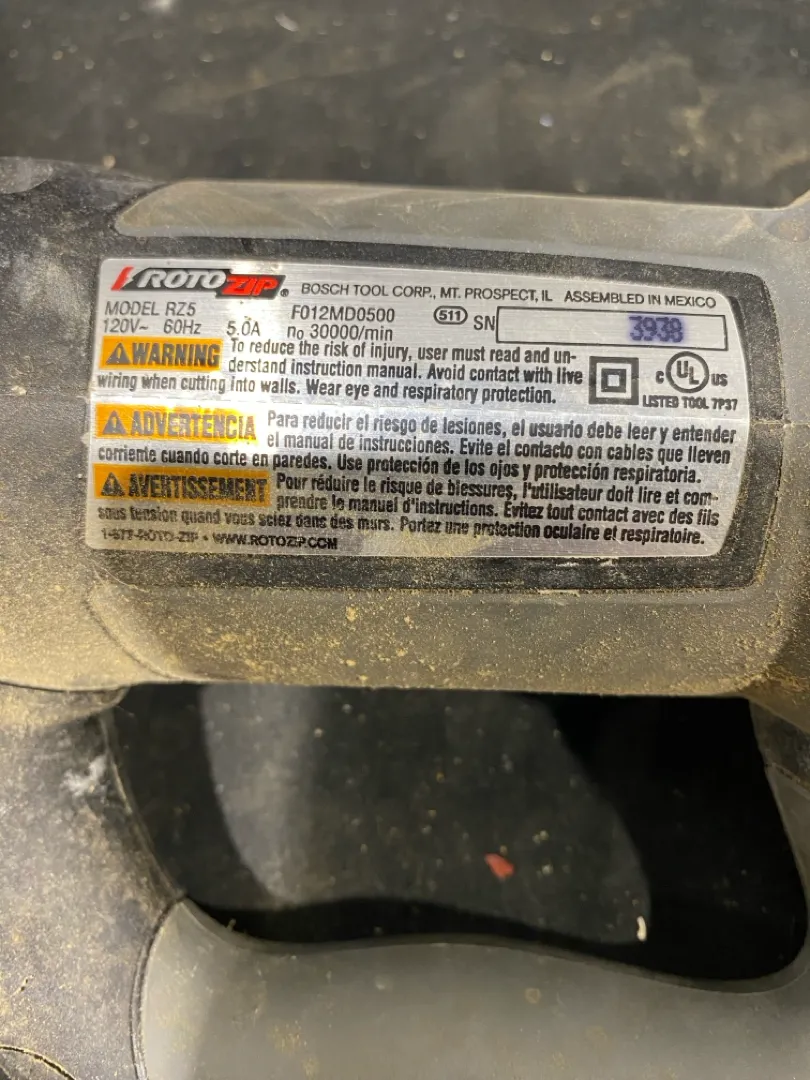 ROTOZIP® BOSCH TOOL CORP., MT. PROSPECT, IL ASSEMBLED IN MEXICO
MODEL RZ5 F012MD0500 511 SN 3938
120V~ 60Hz 5.0A no 30000/min
WARNING To reduce the risk of injury, user must read and un-
derstand instruction manual. Avoid contact with live
wiring when cutting into walls. Wear eye and respiratory protection.
C UL US
LISTED TOOL 7P37
ADVERTENCIA Para reducir el riesgo de lesiones, el usuario debe leer y entender
el manual de instrucciones. Evite el contacto con cables que lleven
corriente cuando corte en paredes. Use protección de los ojos y protección respiratoria.
AVERTISSEMENT Pour réduire le risque de blessures, l'utilisateur doit lire et com-
prendre le manuel d'instructions. Évitez tout contact avec des fils
sous tension quand vous sciez dans des murs. Portez une protection oculaire et respiratoire.
1-877-ROTO-ZIP • WWW.ROTOZIP.COM